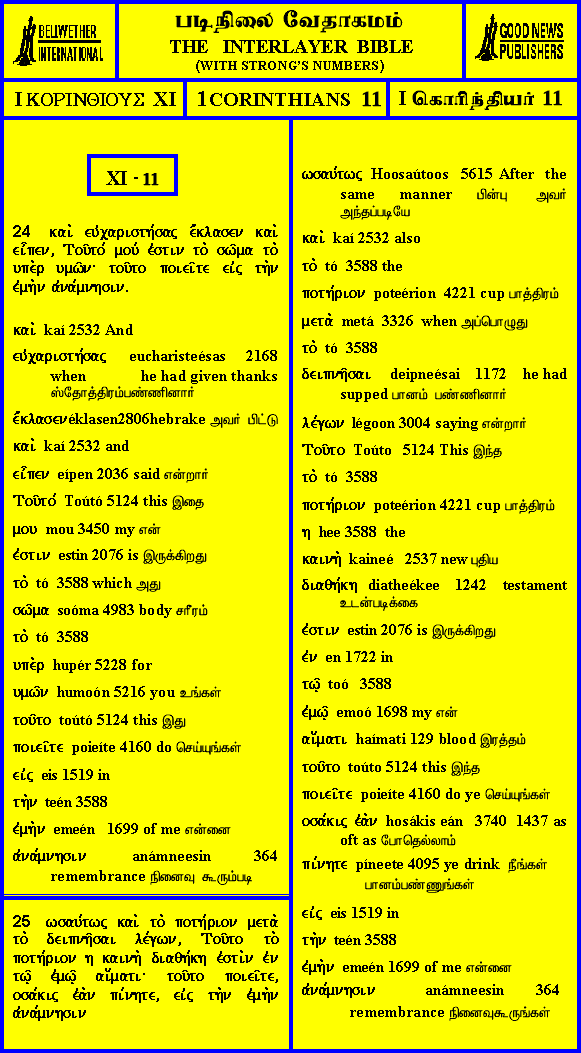 BELLWETHER
INTERNATIONAL
படிநிலை வேதாகமம்
THE INTERLAYER BIBLE
(WITH STRONG'S NUMBERS)
GOOD NEWS
PUBLISHERS
I ΚΟΡΙΝΘΙΟΥΣ XI
1 CORINTHIANS 11
I கொரிந்தியர் 11
XI - 11
24 καὶ εὐχαριστήσας ἔκλασεν καὶ
εἶπεν, Τοῦτό μού ἐστιν τὸ σῶμα τὸ
υπὲρ υμῶν· τοῦτο ποιεῖτε εἰς τὴν
ἐμὴν ἀνάμνησιν.
καὶ kaí 2532 And
εὐχαριστήσας eucharisteésas 2168
when he had given thanks
ஸ்தோத்திரம்பண்ணினார்
ἔκλασενéklasen2806hebrake அவர் பிட்டு
καὶ kaí 2532 and
εἶπεν eípen 2036 said என்றார்
Τοῦτό Toútó 5124 this இதை
μου mou 3450 my என்
ἐστιν estin 2076 is இருக்கிறது
τὸ tó 3588 which அது
σῶμα soóma 4983 body சரீரம்
τὸ tó 3588
υπὲρ hupér 5228 for
υμῶν humoón 5216 you உங்கள்
τοῦτο toútó 5124 this இது
ποιεῖτε poieíte 4160 do செய்யுங்கள்
εἰς eis 1519 in
τὴν teén 3588
ἐμὴν emeén 1699 of me என்னை
ἀνάμνησιν anámneesin 364
remembrance நினைவு கூரும்படி
25 ωσαύτως καὶ τὸ ποτήριον μετὰ
τὸ δειπνῆσαι λέγων, Τοῦτο τὸ
ποτήριον η καινὴ διαθήκη ἐστὶν ἐν
τῷ ἐμῷ αἵματι· τοῦτο ποιεῖτε,
οσάκις ἐὰν πίνητε, εἰς τὴν ἐμὴν
ἀνάμνησιν
ωσαύτως Hoosaútoos 5615 After the
same manner பின்பு அவர்
அந்தப்படியே
καὶ kaí 2532 also
τὸ tó 3588 the
ποτήριον poteérion 4221 cup பாத்திரம்
μετὰ metá 3326 when அப்பொழுது
τὸ tó 3588
δειπνῆσαι deipneésai 1172 he had
supped பானம் பண்ணினார்
λέγων légoon 3004 saying என்றார்
Τοῦτο Toúto 5124 This இந்த
τὸ tó 3588
ποτήριον poteérion 4221 cup பாத்திரம்
η hee 3588 the
καινὴ kaineé 2537 new புதிய
διαθήκη diatheékee 1242 testament
உடன்படிக்கை
ἐστιν estin 2076 is இருக்கிறது
ἐν en 1722 in
τῷ toó 3588
ἐμῷ emoó 1698 my என்
αἵματι haímati 129 blood இரத்தம்
τοῦτο toúto 5124 this இந்த
ποιεῖτε poieíte 4160 do ye செய்யுங்கள்
οσάκις ἐὰν hosákis eán 3740 1437 as
oft as போதெல்லாம்
πίνητε píneete 4095 ye drink நீங்கள்
பானம்பண்ணுங்கள்
εἰς eis 1519 in
τὴν teén 3588
ἐμὴν emeén 1699 of me என்னை
ἀνάμνησιν anámneesin 364
remembrance நினைவுகூருங்கள்